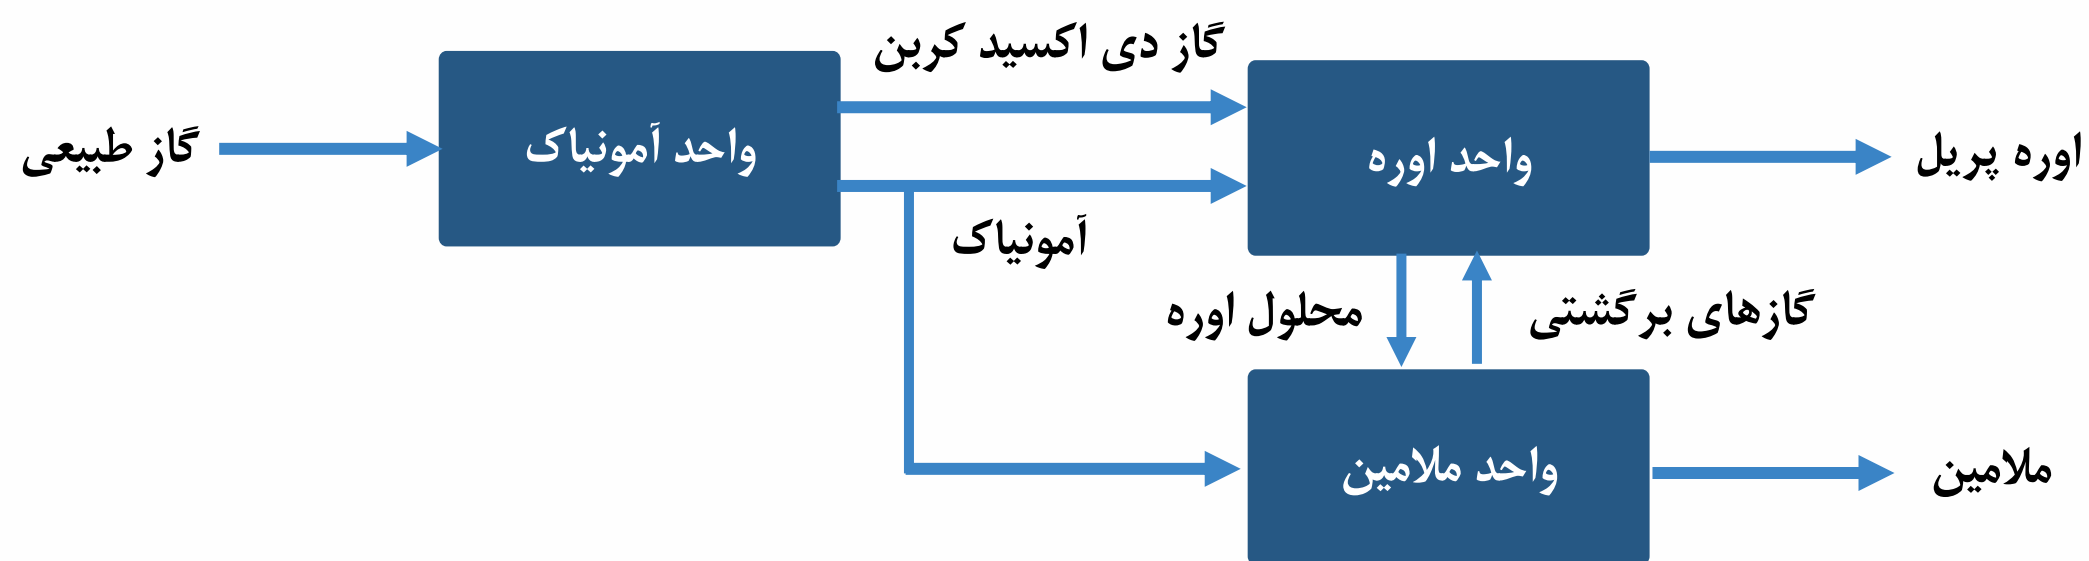 گاز طبیعی
واحد آمونیاک
گاز دی اکسید کربن
آمونیاک
واحد اوره
اوره پریل
محلول اوره
گازهای برگشتی
واحد ملامین
ملامین